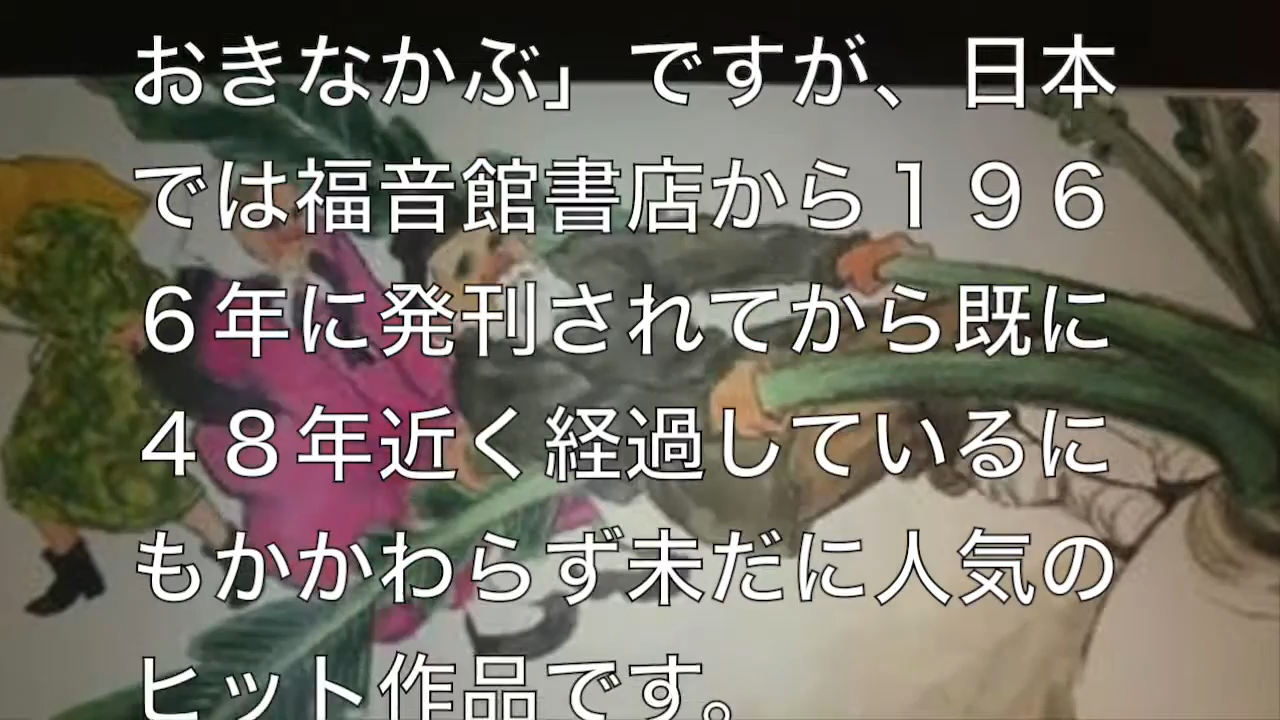 おきなかぶ」ですが、日本
では福音館書店から１９６
６年に発刊されてから既に
４８年近く経過しているに
もかかわらず未だに人気の
ヒット作品です。